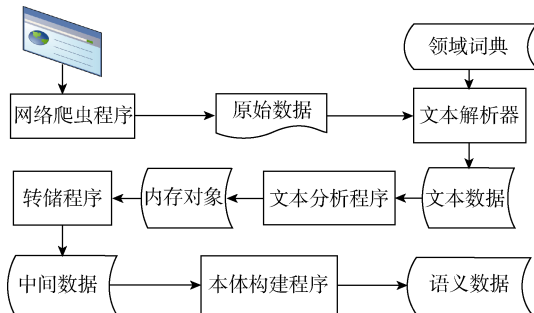 领域词典
网络爬虫程序
原始数据
文本解析器
转储程序
内存对象
文本分析程序
文本数据
中间数据
本体构建程序
语义数据